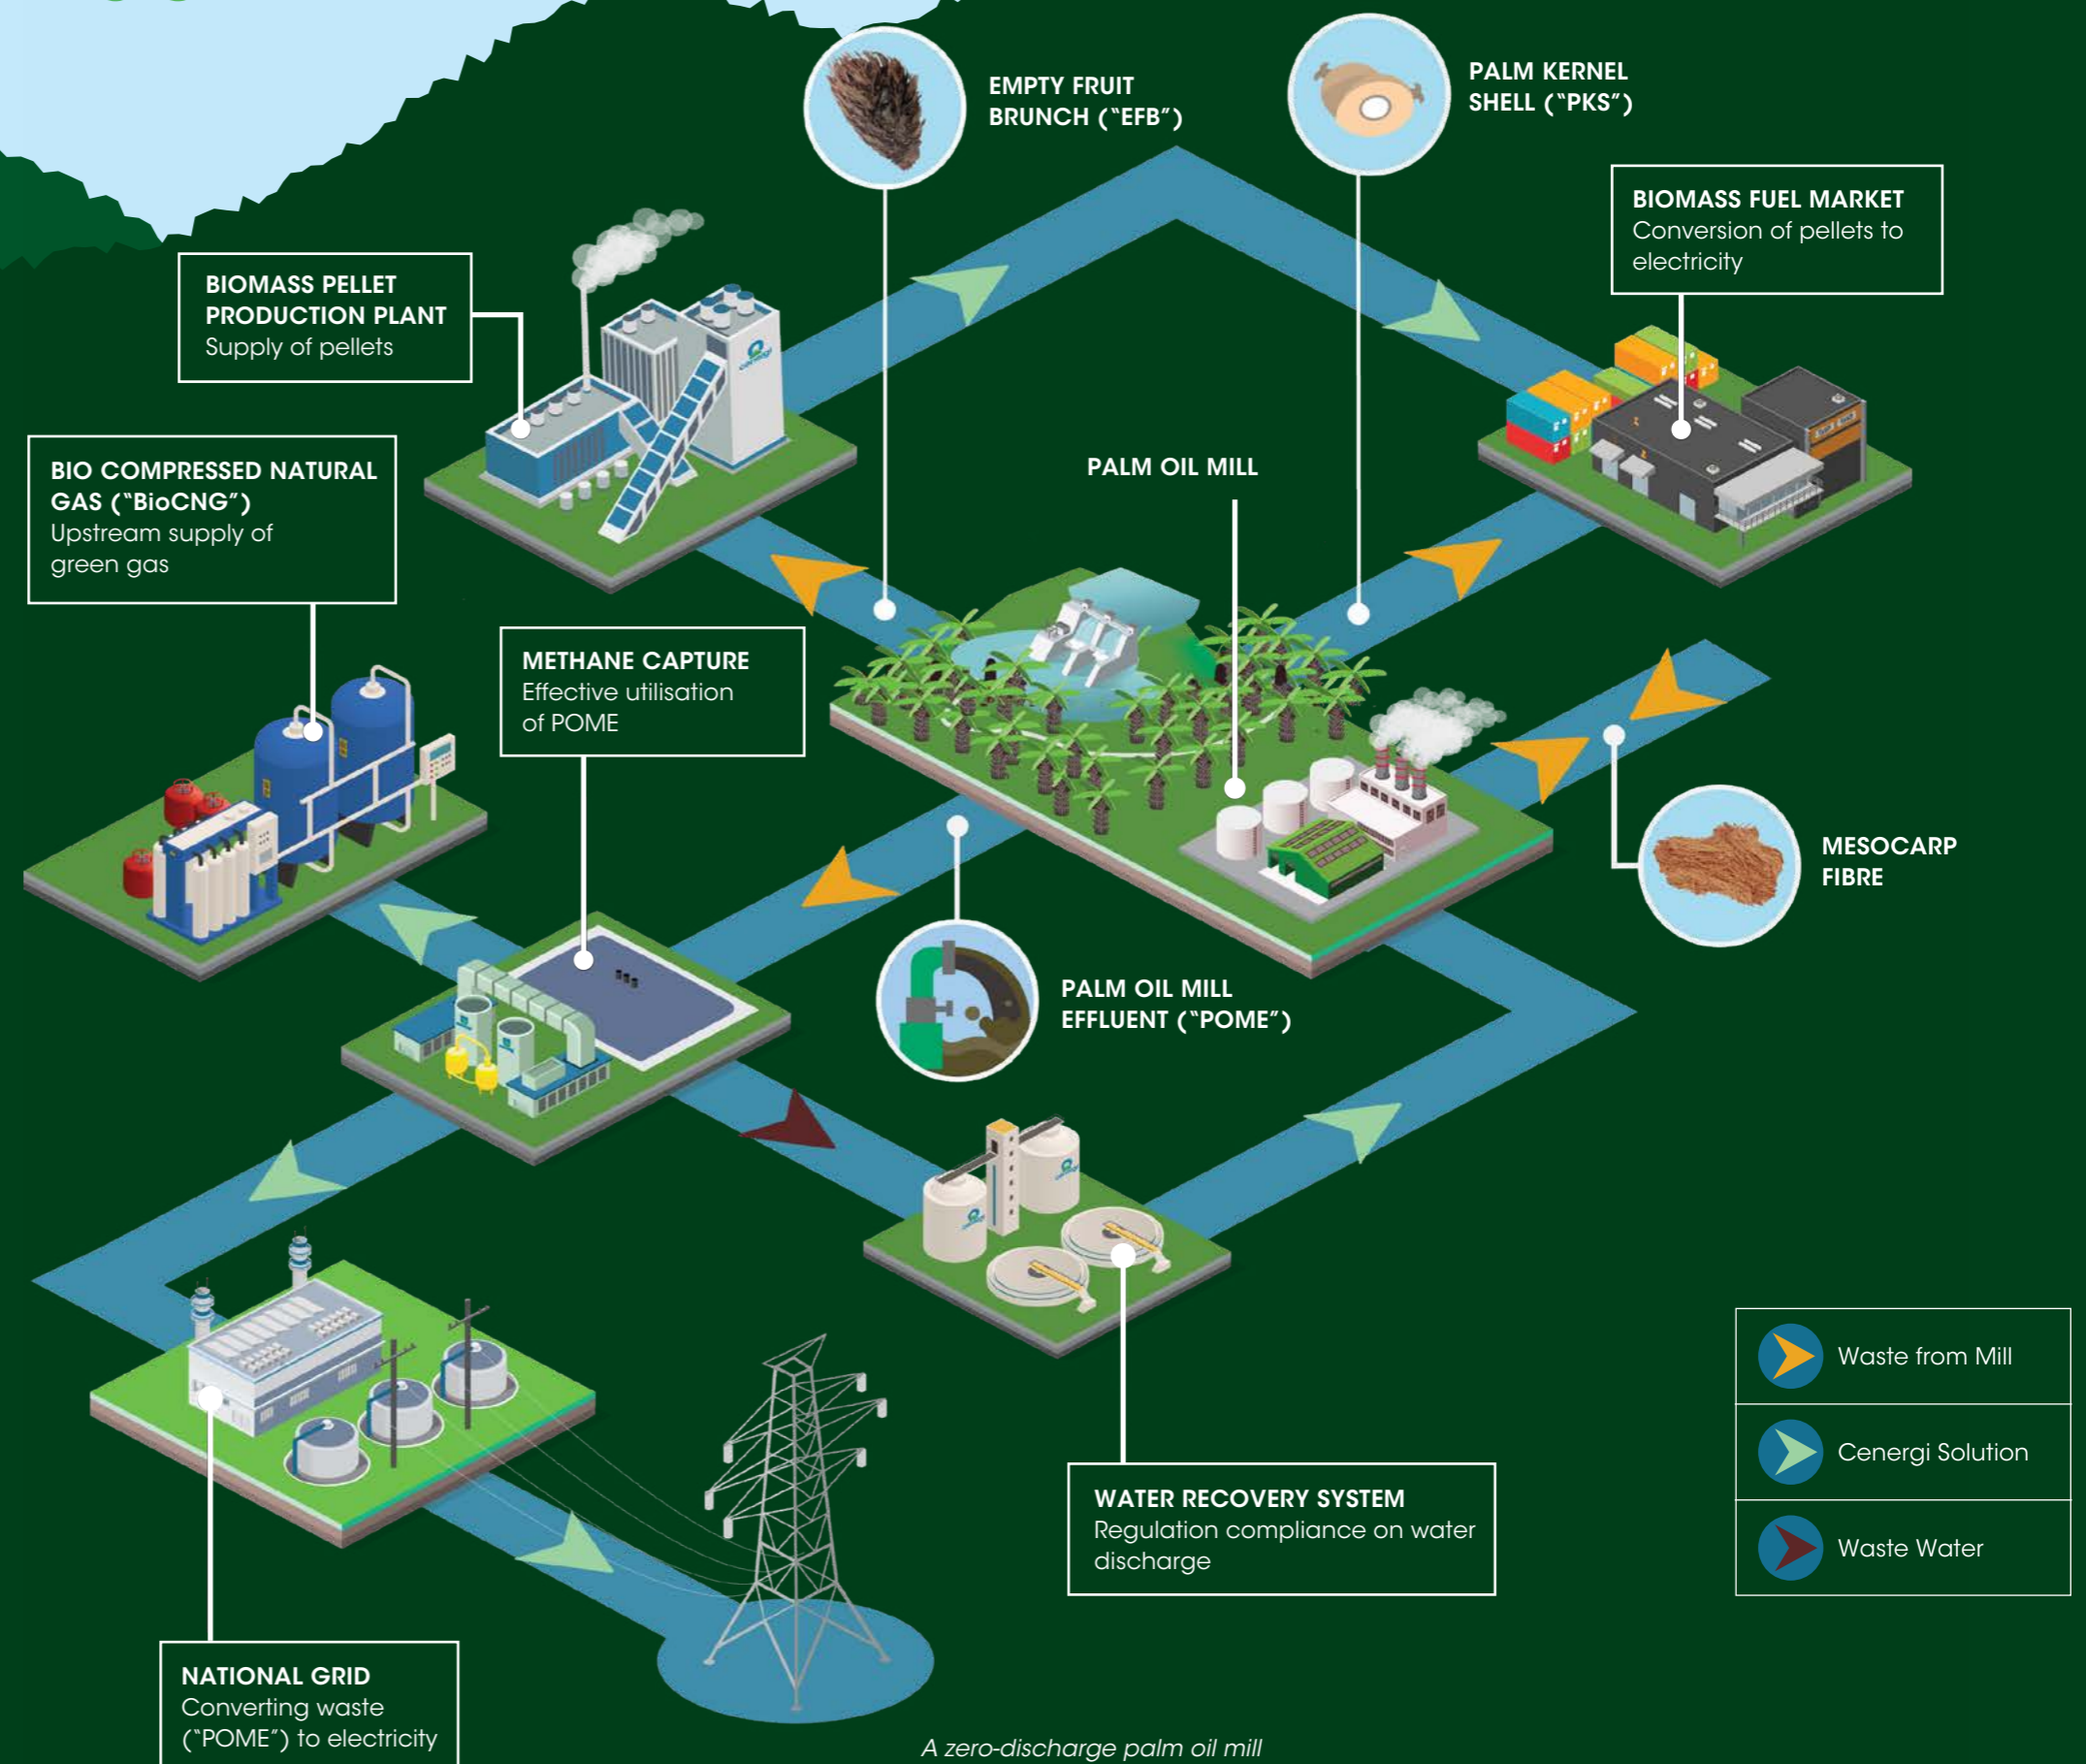 EMPTY FRUIT
BRUNCH ("EFB")
PALM KERNEL
SHELL ("PKS")
BIOMASS FUEL MARKET
Conversion of pellets to
electricity
BIOMASS PELLET
PRODUCTION PLANT
Supply of pellets
BIO COMPRESSED NATURAL
GAS ("BioCNG")
Upstream supply of
green gas
PALM OIL MILL
METHANE CAPTURE
Effective utilisation
of POME
MESOCARP
FIBRE
PALM OIL MILL
EFFLUENT ("POME")
Waste from Mill
Cenergi Solution
Waste Water
WATER RECOVERY SYSTEM
Regulation compliance on water
discharge
NATIONAL GRID
Converting waste
("POME") to electricity
A zero-discharge palm oil mill